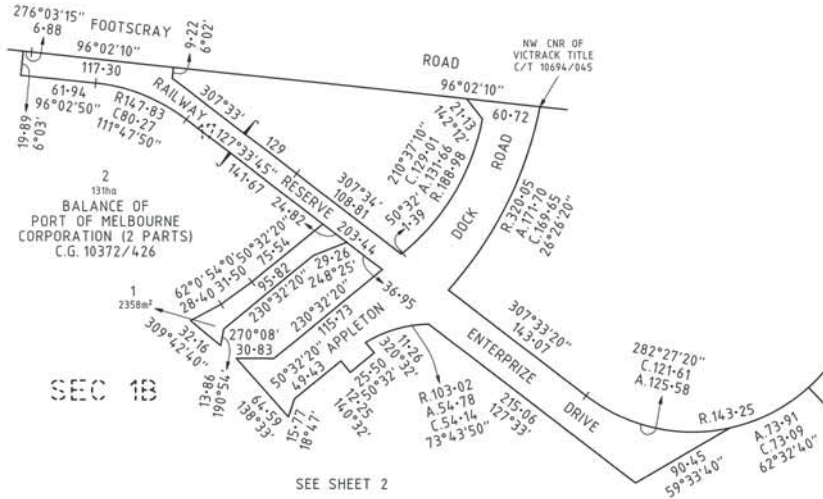 276°03'15"
6·88
FOOTSCRAY
96°02'10"
9·22
6°02'
ROAD
96°02'10"
NW CNR OF
VICTRACK TITLE
C/T 10694/045
117·30
61·94
96°02'50"
R147·83
C80·27
111°47'50"
19·89
6°03'
RAILWAY
127°33'45"
RESERVE
307°33'
129
141·67
307°34'
108·81
203·44
24·82
21·13
142°12'
60·72
210°37'10"
C.129·01
A.131·66
R.188·98
50°32'
1·39
DOCK
ROAD
R.320·05
A.171·70
C.169·65
26°26'20"
2
131ha
BALANCE OF
PORT OF MELBOURNE
CORPORATION (2 PARTS)
C.G. 10372/426
1
2358m²
62°0'
28·40
54°0'
31·50
50°32'20"
75·54
95·82
230°32'20"
29·26
248°25'
230°32'20"
115·73
36·95
APPLETON
32·16
309°42'40"
13·86
190°54'
270°08'
30·83
50°32'20"
49·43
64·59
138°33'
15·77
18°47'
25·50
50°32'
12·25
140°32'
11·26
320°32'
R.103·02
A.54·78
C.54·14
73°43'50"
ENTERPRIZE
DRIVE
307°33'20"
143·07
215·06
127°33'
282°27'20"
C.121·61
A.125·58
R.143·25
A.73·91
C.73·09
62°32'40"
90·45
59°33'40"
SEC 1B
SEE SHEET 2